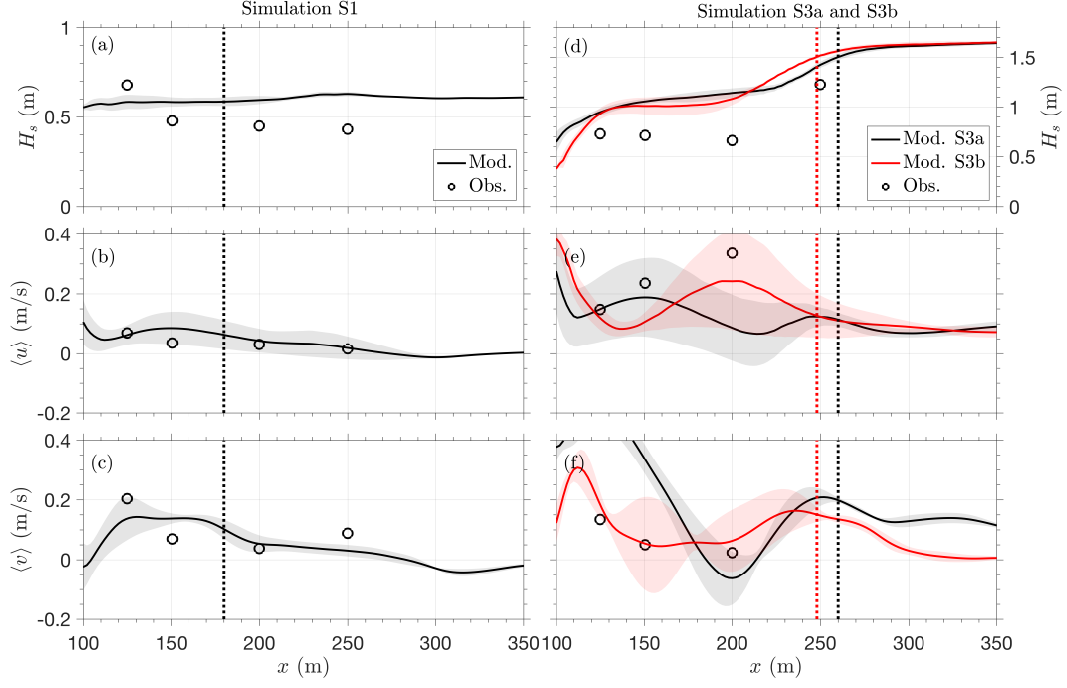 Simulation S1
Simulation S3a and S3b
(a)
1
0.5
0
H_s (m)
Mod.
Obs.
(d)
1.5
1
0.5
0
H_s (m)
Mod. S3a
Mod. S3b
Obs.
(b)
0.4
0.2
0
-0.2
⟨u⟩ (m/s)
(e)
(c)
0.4
0.2
0
-0.2
⟨v⟩ (m/s)
(f)
100 150 200 250 300 350
x (m)
100 150 200 250 300 350
x (m)